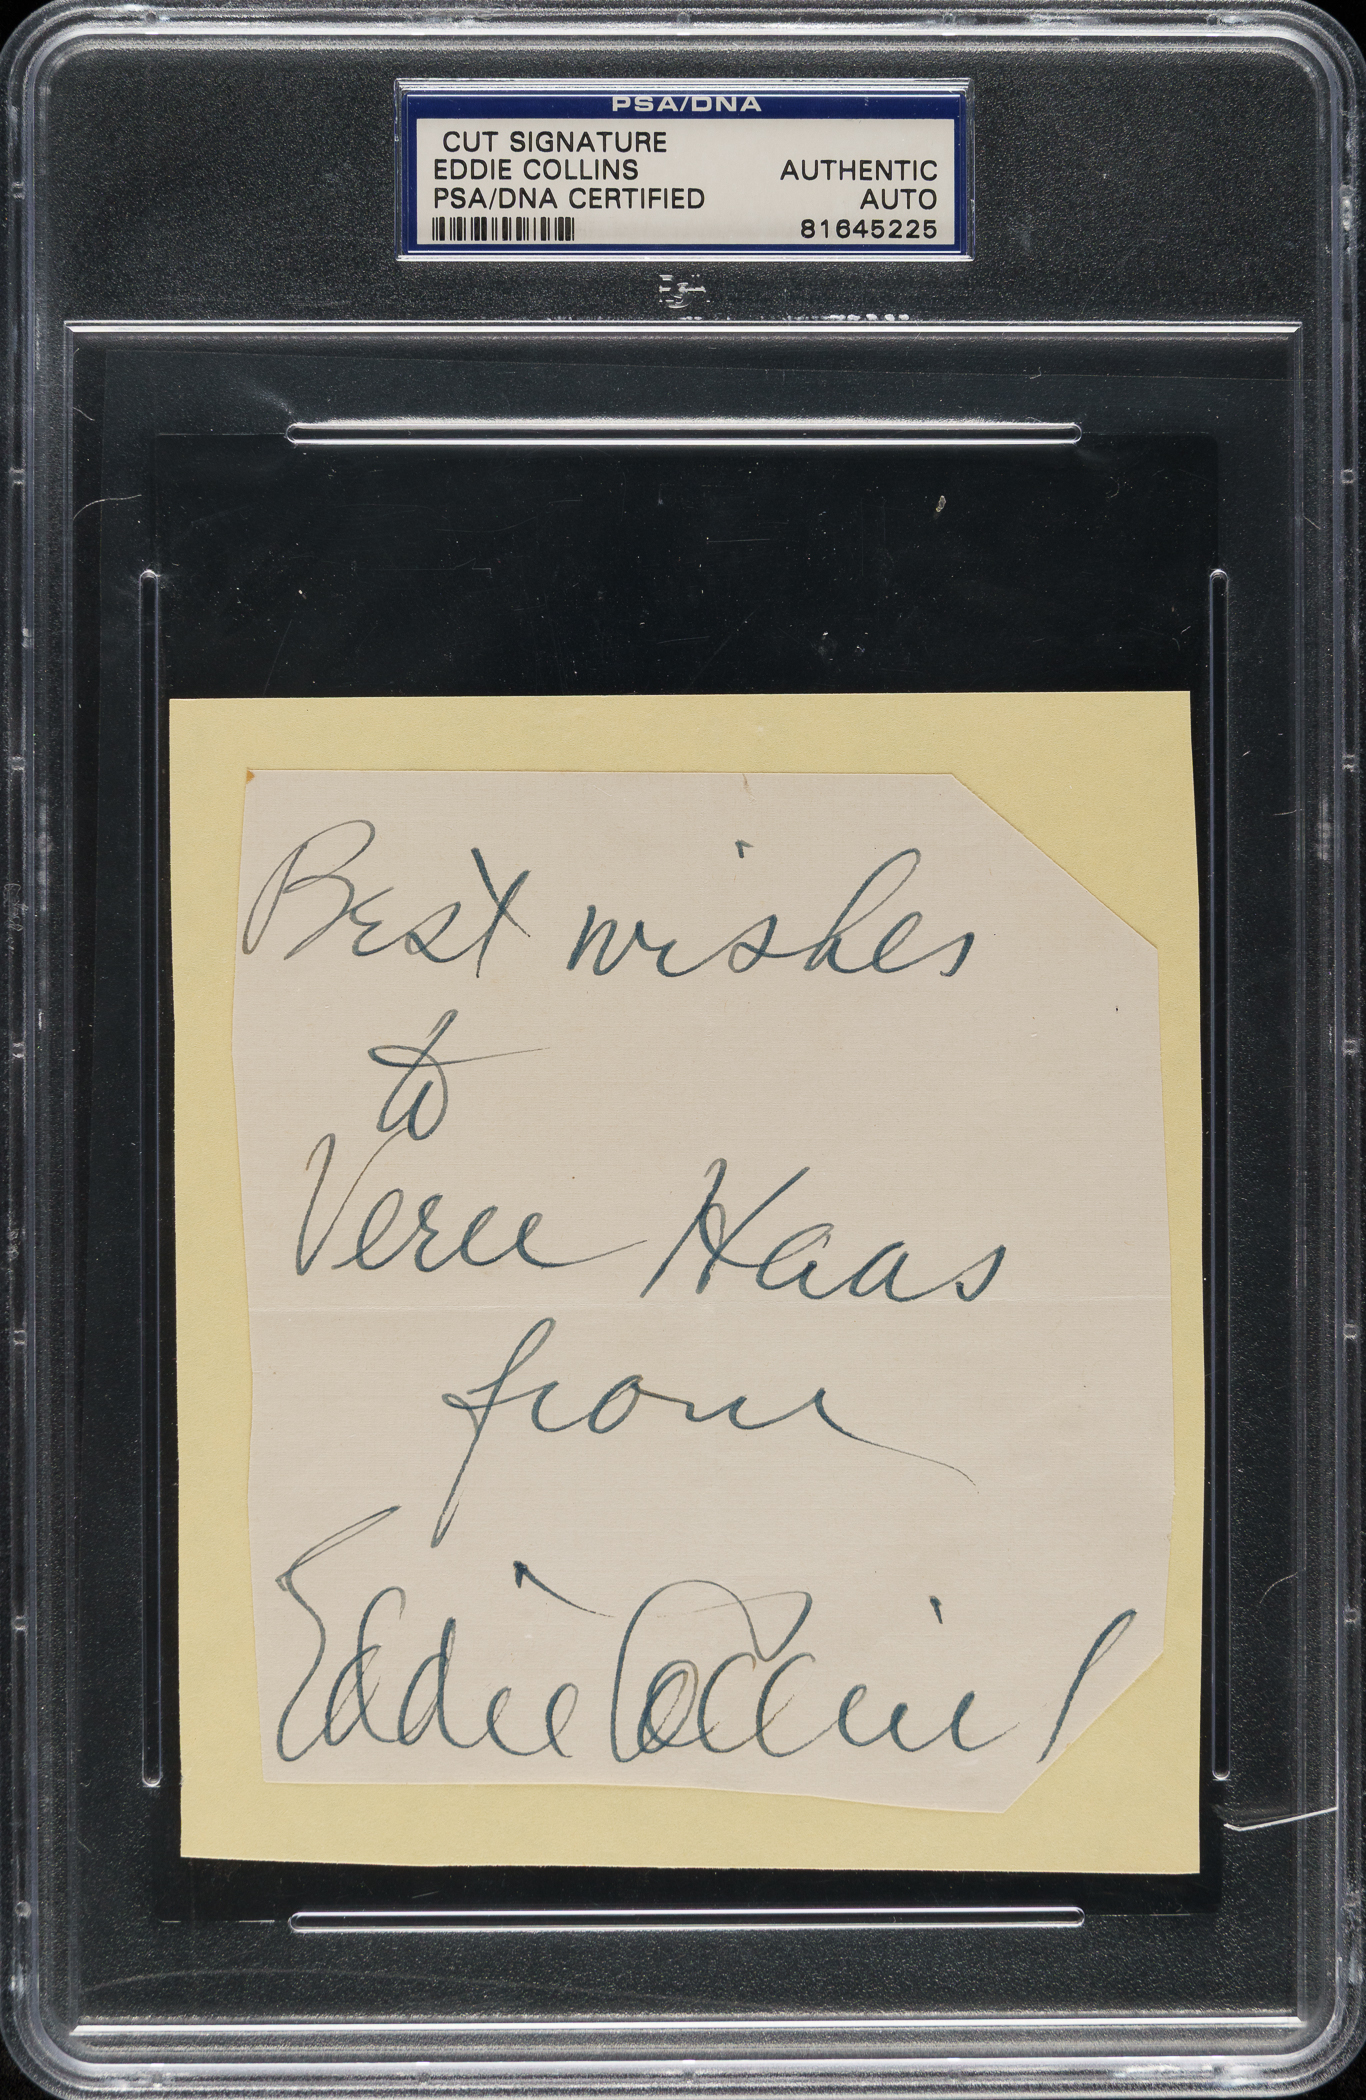 PSA/DNA
CUT SIGNATURE
EDDIE COLLINS AUTHENTIC
PSA/DNA CERTIFIED AUTO
81645225
Best wishes
to
Vern Haas
from
Eddie Collins